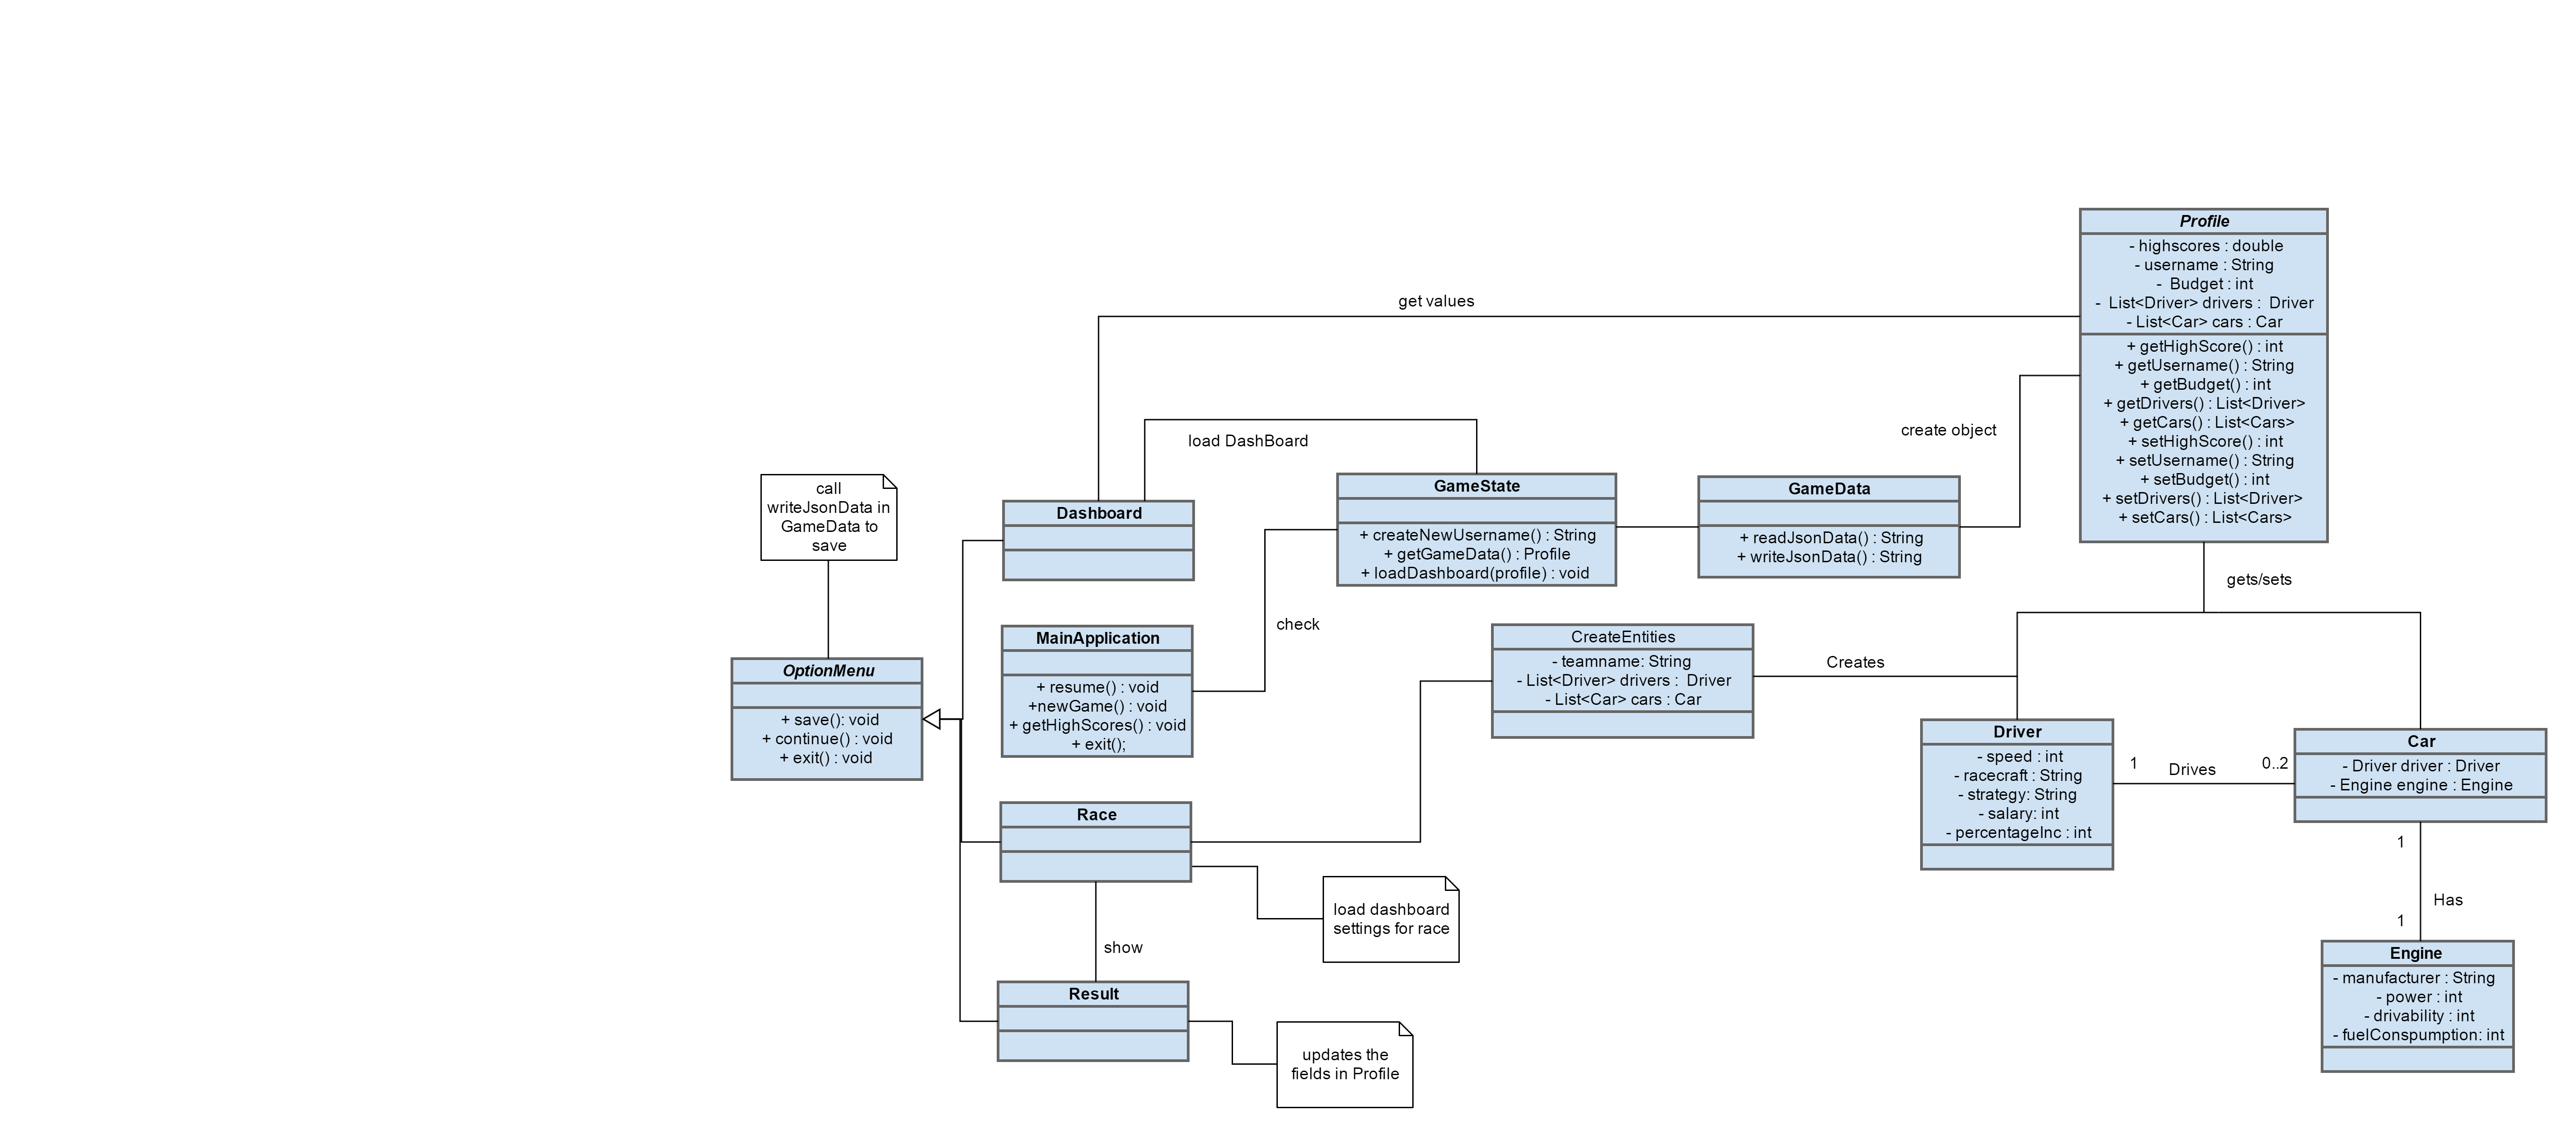 Profile
- highscores : double
- username : String
- Budget : int
- List<Driver> drivers : Driver
- List<Car> cars : Car
+ getHighScore() : int
+ getUsername() : String
+ getBudget() : int
+ getDrivers() : List<Driver>
+ getCars() : List<Cars>
+ setHighScore() : int
+ setUsername() : String
+ setBudget() : int
+ setDrivers() : List<Driver>
+ setCars() : List<Cars>
get values
load DashBoard
create object
call
writeJsonData in
GameData to
save
Dashboard
GameState
+ createNewUsername() : String
+ getGameData() : Profile
+ loadDashboard(profile) : void
GameData
+ readJsonData() : String
+ writeJsonData() : String
gets/sets
check
OptionMenu
+ save(): void
+ continue() : void
+ exit() : void
MainApplication
+ resume() : void
+newGame() : void
+ getHighScores() : void
+ exit();
CreateEntities
- teamname: String
- List<Driver> drivers : Driver
- List<Car> cars : Car
Creates
Driver
- speed : int
- racecraft : String
- strategy: String
- salary: int
- percentageInc : int
1
Drives
0..2
Car
- Driver driver : Driver
- Engine engine : Engine
Race
load dashboard
settings for race
1
Has
1
show
Engine
- manufacturer : String
- power : int
- drivability : int
- fuelConspumption: int
Result
updates the
fields in Profile